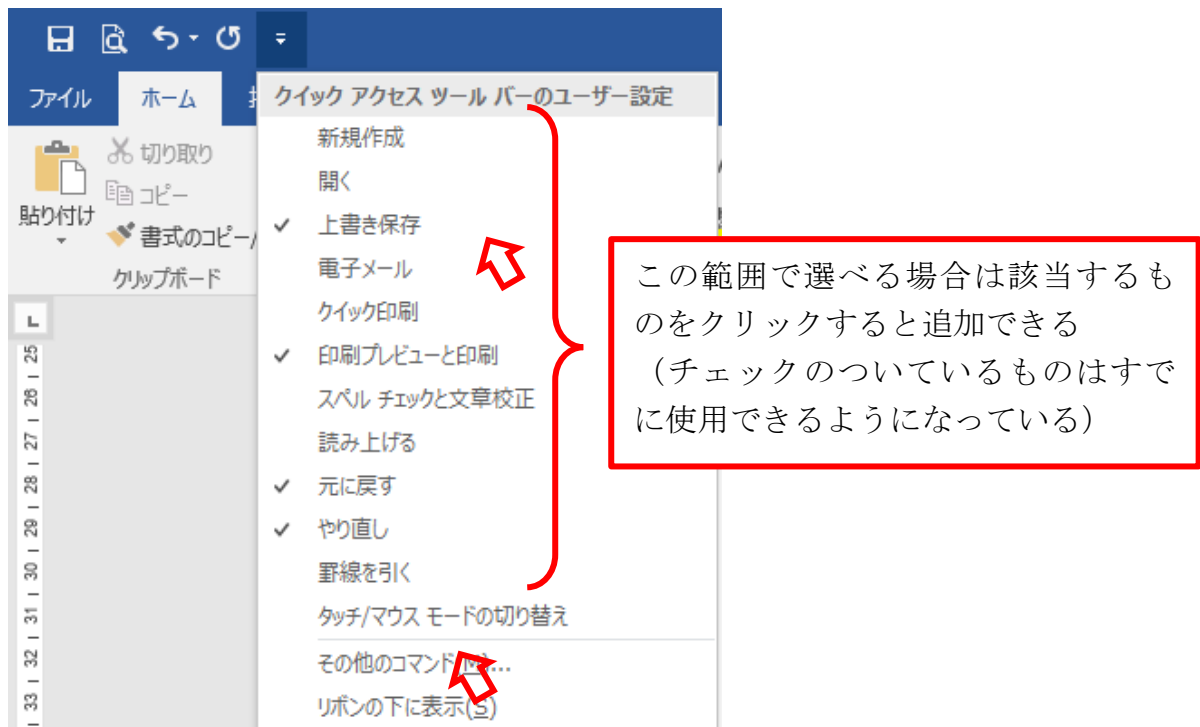 ファイル
ホーム
クイック アクセス ツール バーのユーザー設定
新規作成
切り取り
開く
コピー
貼り付け
上書き保存
書式のコピー/
電子メール
クリップボード
クイック印刷
印刷プレビューと印刷
スペル チェックと文章校正
読み上げる
元に戻す
やり直し
罫線を引く
タッチ/マウス モードの切り替え
その他のコマンド(M)...
リボンの下に表示(S)
この範囲で選べる場合は該当するも
のをクリックすると追加できる
（チェックのついているものはすで
に使用できるようになっている）
L
25
26
27
28
29
30
31
32
33